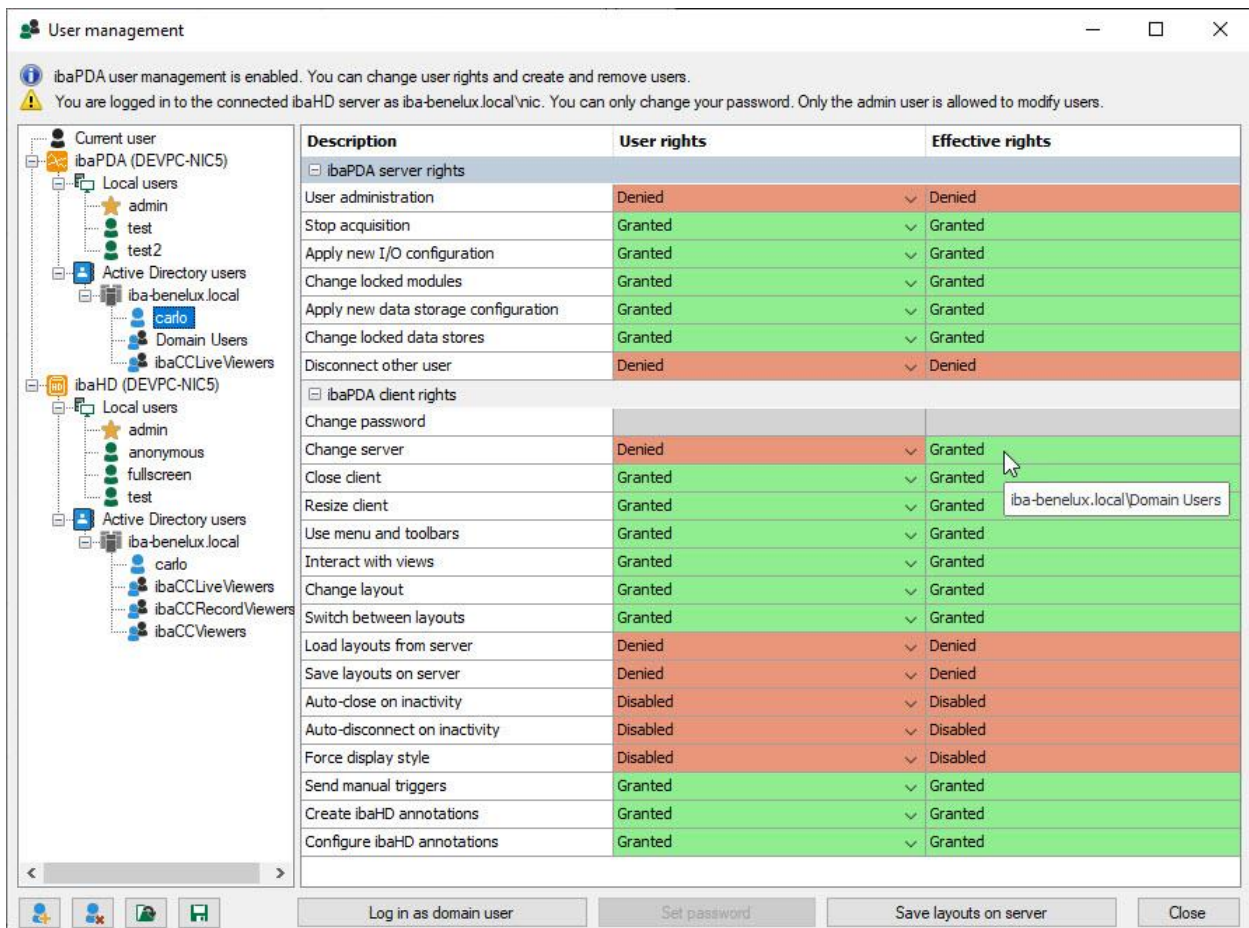 User management
ibaPDA user management is enabled. You can change user rights and create and remove users.
You are logged in to the connected ibaHD server as iba-benelux.local\nic. You can only change your password. Only the admin user is allowed to modify users.
Current user
ibaPDA (DEVPC-NIC5)
Local users
admin
test
test2
Active Directory users
iba-benelux.local
carlo
Domain Users
ibaCCLiveViewers
ibaHD (DEVPC-NIC5)
Local users
admin
anonymous
fullscreen
test
Active Directory users
iba-benelux.local
carlo
ibaCCLiveViewers
ibaCCRecordViewers
ibaCCViewers
Description User rights Effective rights
ibaPDA server rights
User administration Denied Denied
Stop acquisition Granted Granted
Apply new I/O configuration Granted Granted
Change locked modules Granted Granted
Apply new data storage configuration Granted Granted
Change locked data stores Granted Granted
Disconnect other user Denied Denied
ibaPDA client rights
Change password
Change server Denied Granted
Close client Granted Granted
Resize client Granted Granted
iba-benelux.local\Domain Users
Use menu and toolbars Granted Granted
Interact with views Granted Granted
Change layout Granted Granted
Switch between layouts Granted Granted
Load layouts from server Denied Denied
Save layouts on server Denied Denied
Auto-close on inactivity Disabled Disabled
Auto-disconnect on inactivity Disabled Disabled
Force display style Disabled Disabled
Send manual triggers Granted Granted
Create ibaHD annotations Granted Granted
Configure ibaHD annotations Granted Granted
Log in as domain user Set password Save layouts on server Close